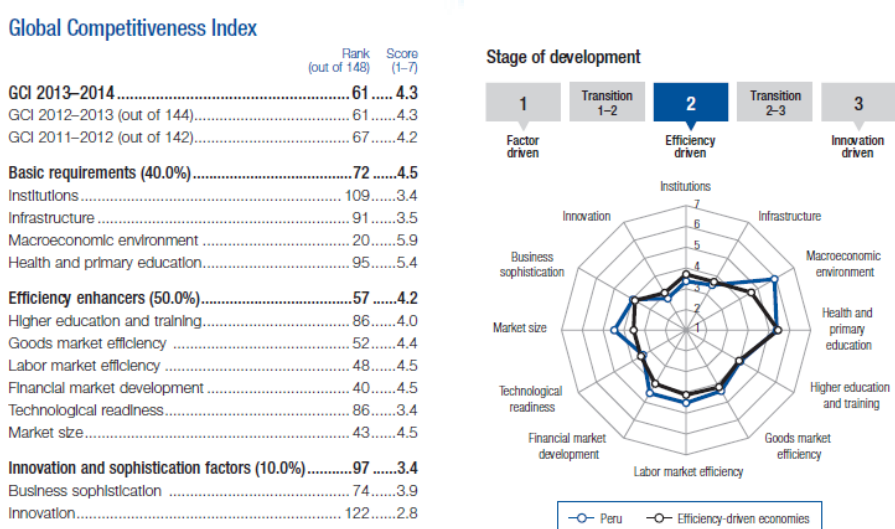 Global Competitiveness Index
Rank Score
(out of 148) (1–7)
GCI 2013–2014 61 4.3
GCI 2012–2013 (out of 144) 61 4.3
GCI 2011–2012 (out of 142) 67 4.2
Basic requirements (40.0%) 72 4.5
Institutions 109 3.4
Infrastructure 91 3.5
Macroeconomic environment 20 5.9
Health and primary education 95 5.4
Efficiency enhancers (50.0%) 57 4.2
Higher education and training 86 4.0
Goods market efficiency 52 4.4
Labor market efficiency 48 4.5
Financial market development 40 4.5
Technological readiness 86 3.4
Market size 43 4.5
Innovation and sophistication factors (10.0%) 97 3.4
Business sophistication 74 3.9
Innovation 122 2.8
Stage of development
1
Transition
1–2
2
Transition
2–3
3
Factor
driven
Efficiency
driven
Innovation
driven
Institutions
Infrastructure
Macroeconomic
environment
Health and
primary
education
Higher education
and training
Goods market
efficiency
Labor market efficiency
Financial market
development
Technological
readiness
Market size
Business
sophistication
Innovation
7
6
5
4
3
2
1
Peru
Efficiency-driven economies